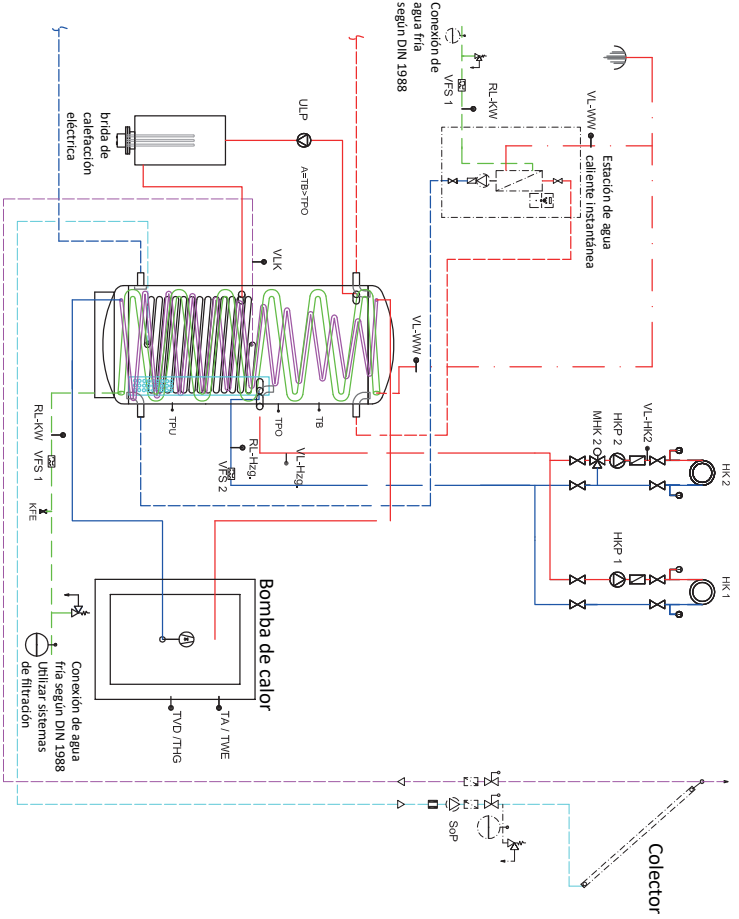 Conexión de
agua fría
según DIN 1988
VFS 1
RL-KW
VL-WW
Estación de agua
caliente instantánea
ULP
A=TB>TPO
brida de
calefacción
eléctrica
VLK
VL-WW
TPU
TPO
TB
RL-KW
VFS 1
KFE
RL-Hzg.
VFS 2
VL-Hzg.
MHK 2
HKP 2
VL-HK2
HK 2
HKP 1
HK 1
Bomba de calor
TVD /THG
TA / TWE
Conexión de agua
fría según DIN 1988
Utilizar sistemas
de filtración
SoP
Colector